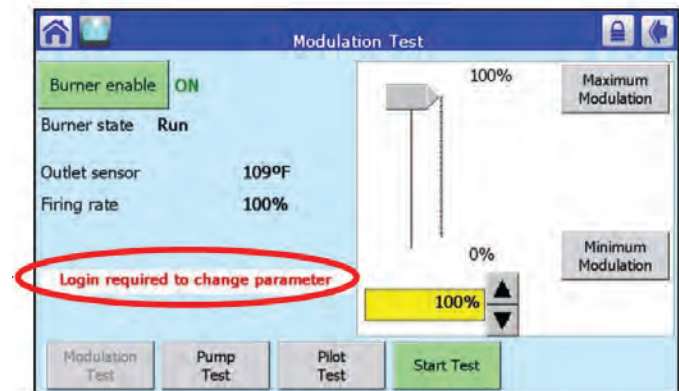 Modulation Test
Burner enable ON
Burner state Run
Outlet sensor 109ºF
Firing rate 100%
Login required to change parameter
100%
0%
100%
Maximum
Modulation
Minimum
Modulation
Modulation
Test
Pump
Test
Pilot
Test
Start Test